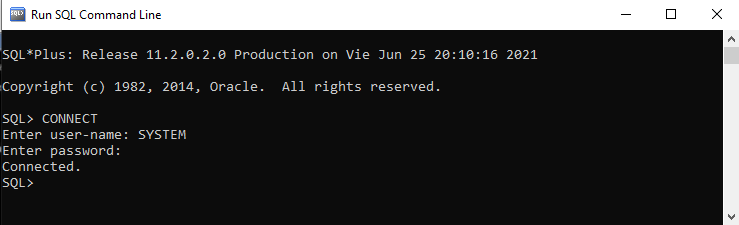 Run SQL Command Line
SQL*Plus: Release 11.2.0.2.0 Production on Vie Jun 25 20:10:16 2021
Copyright (c) 1982, 2014, Oracle.  All rights reserved.
SQL> CONNECT
Enter user-name: SYSTEM
Enter password:
Connected.
SQL>